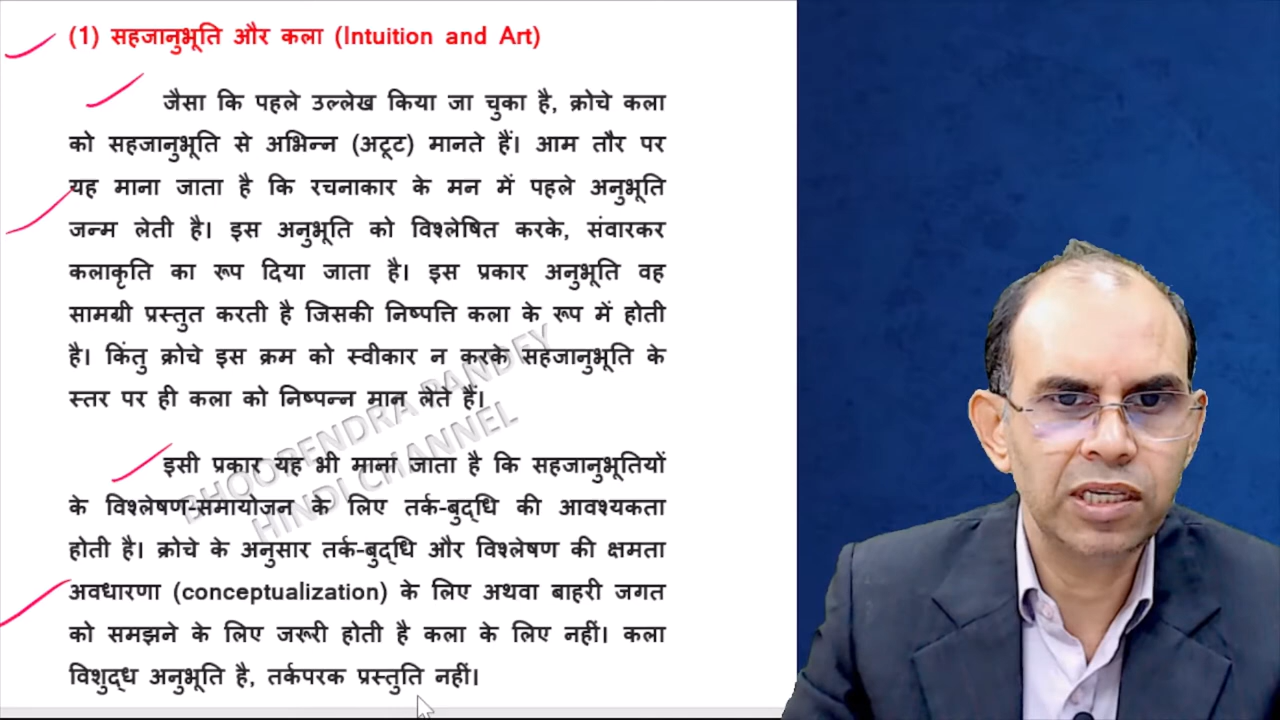 (1) सहजानुभूति और कला (Intuition and Art)
जैसा कि पहले उल्लेख किया जा चुका है, क्रोचे कला
को सहजानुभूति से अभिन्न (अटूट) मानते हैं। आम तौर पर
यह माना जाता है कि रचनाकार के मन में पहले अनुभूति
जन्म लेती है। इस अनुभूति को विश्लेषित करके, संवारकर
कलाकृति का रूप दिया जाता है। इस प्रकार अनुभूति वह
सामग्री प्रस्तुत करती है जिसकी निष्पत्ति कला के रूप में होती
है। किंतु क्रोचे इस क्रम को स्वीकार न करके सहजानुभूति के
स्तर पर ही कला को निष्पन्न मान लेते हैं।
इसी प्रकार यह भी माना जाता है कि सहजानुभूतियों
के विश्लेषण-समायोजन के लिए तर्क-बुद्धि की आवश्यकता
होती है। क्रोचे के अनुसार तर्क-बुद्धि और विश्लेषण की क्षमता
अवधारणा (conceptualization) के लिए अथवा बाहरी जगत
को समझने के लिए जरूरी होती है कला के लिए नहीं। कला
विशुद्ध अनुभूति है, तर्कपरक प्रस्तुति नहीं।
BHOOPENDRA PANDEY
HINDI CHANNEL